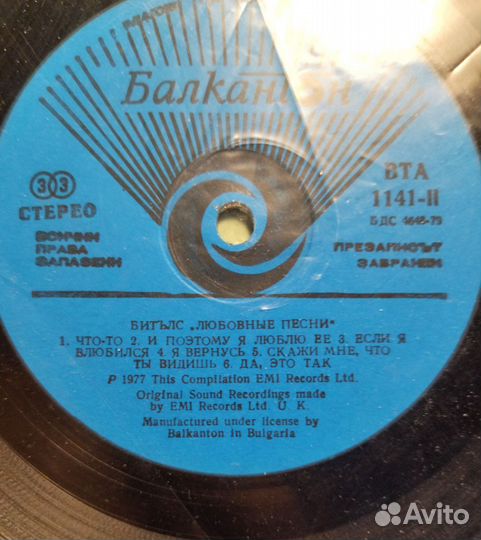 Балкантон
33
СТЕРЕО
ВТА
1141-II
БДС 4645-73
ВСИЧКИ
ПРАВА
ЗАПАЗЕНИ
ПРЕЗАПИСЪТ
ЗАБРАНЕН
БИТЪЛС „ЛЮБОВНЫЕ ПЕСНИ“
1. ЧТО-ТО 2. И ПОЭТОМУ Я ЛЮБЛЮ ЕЕ 3. ЕСЛИ Я
ВЛЮБИЛСЯ 4. Я ВЕРНУСЬ 5. СКАЖИ МНЕ, ЧТО
ТЫ ВИДИШЬ 6. ДА, ЭТО ТАК
P 1977 This Compilation EMI Records Ltd.
Original Sound Recordings made
by EMI Records Ltd. U. K.
Manufactured under license by
Balkanton in Bulgaria
Avito